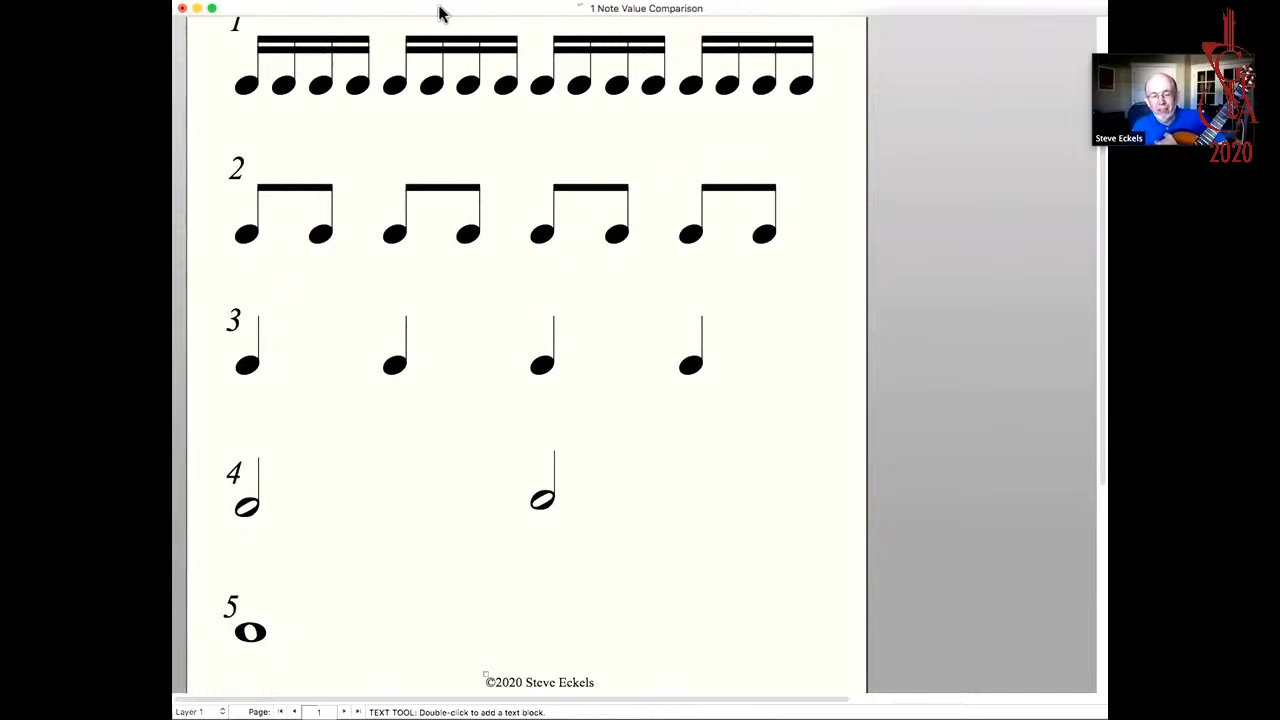 1 Note Value Comparison
1
2
3
4
5
©2020 Steve Eckels
Layer 1
Page:
1
TEXT TOOL: Double-click to add a text block.
Steve Eckels
2020